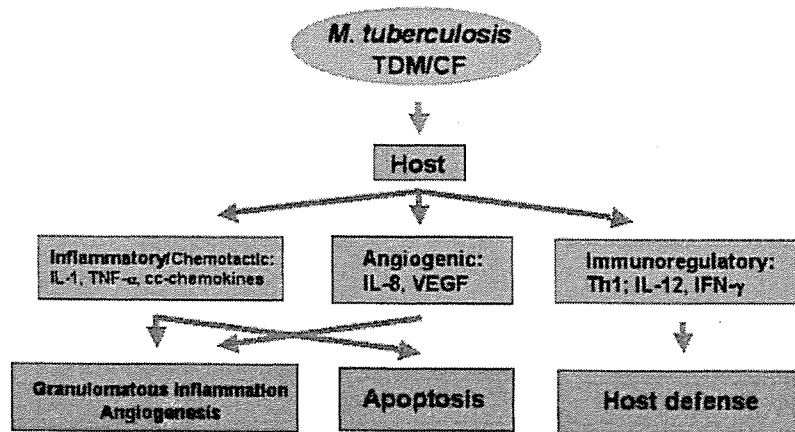 M. tuberculosis
TDM/CF
Host
Inflammatory/Chemotactic:
IL-1, TNF-α, cc-chemokines
Angiogenic:
IL-8, VEGF
Immunoregulatory:
Th1; IL-12, IFN-γ
Granulomatous Inflammation
Angiogenesis
Apoptosis
Host defense